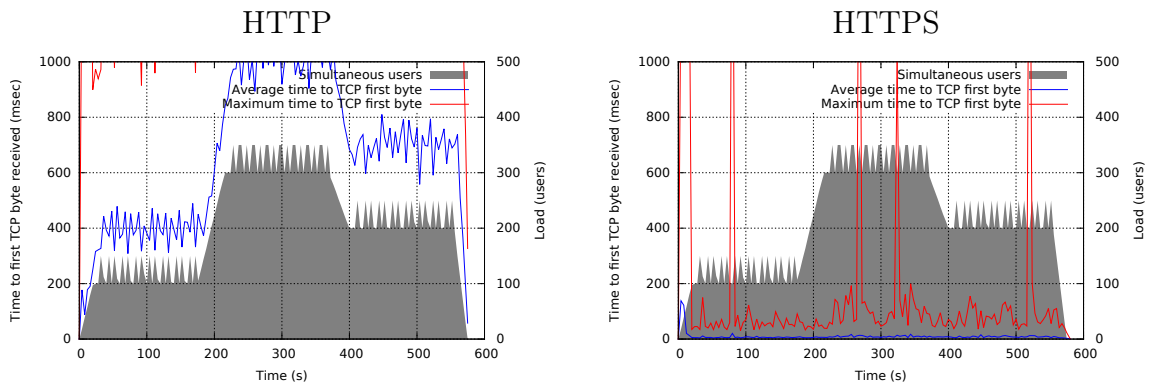 HTTP
Time to first TCP byte received (msec)
1000
800
600
400
200
0
Simultaneous users
Average time to TCP first byte
Maximum time to TCP first byte
500
400
300
200
100
0
Load (users)
0 100 200 300 400 500 600
Time (s)
HTTPS
Time to first TCP byte received (msec)
1000
800
600
400
200
0
Simultaneous users
Average time to TCP first byte
Maximum time to TCP first byte
500
400
300
200
100
0
Load (users)
0 100 200 300 400 500 600
Time (s)